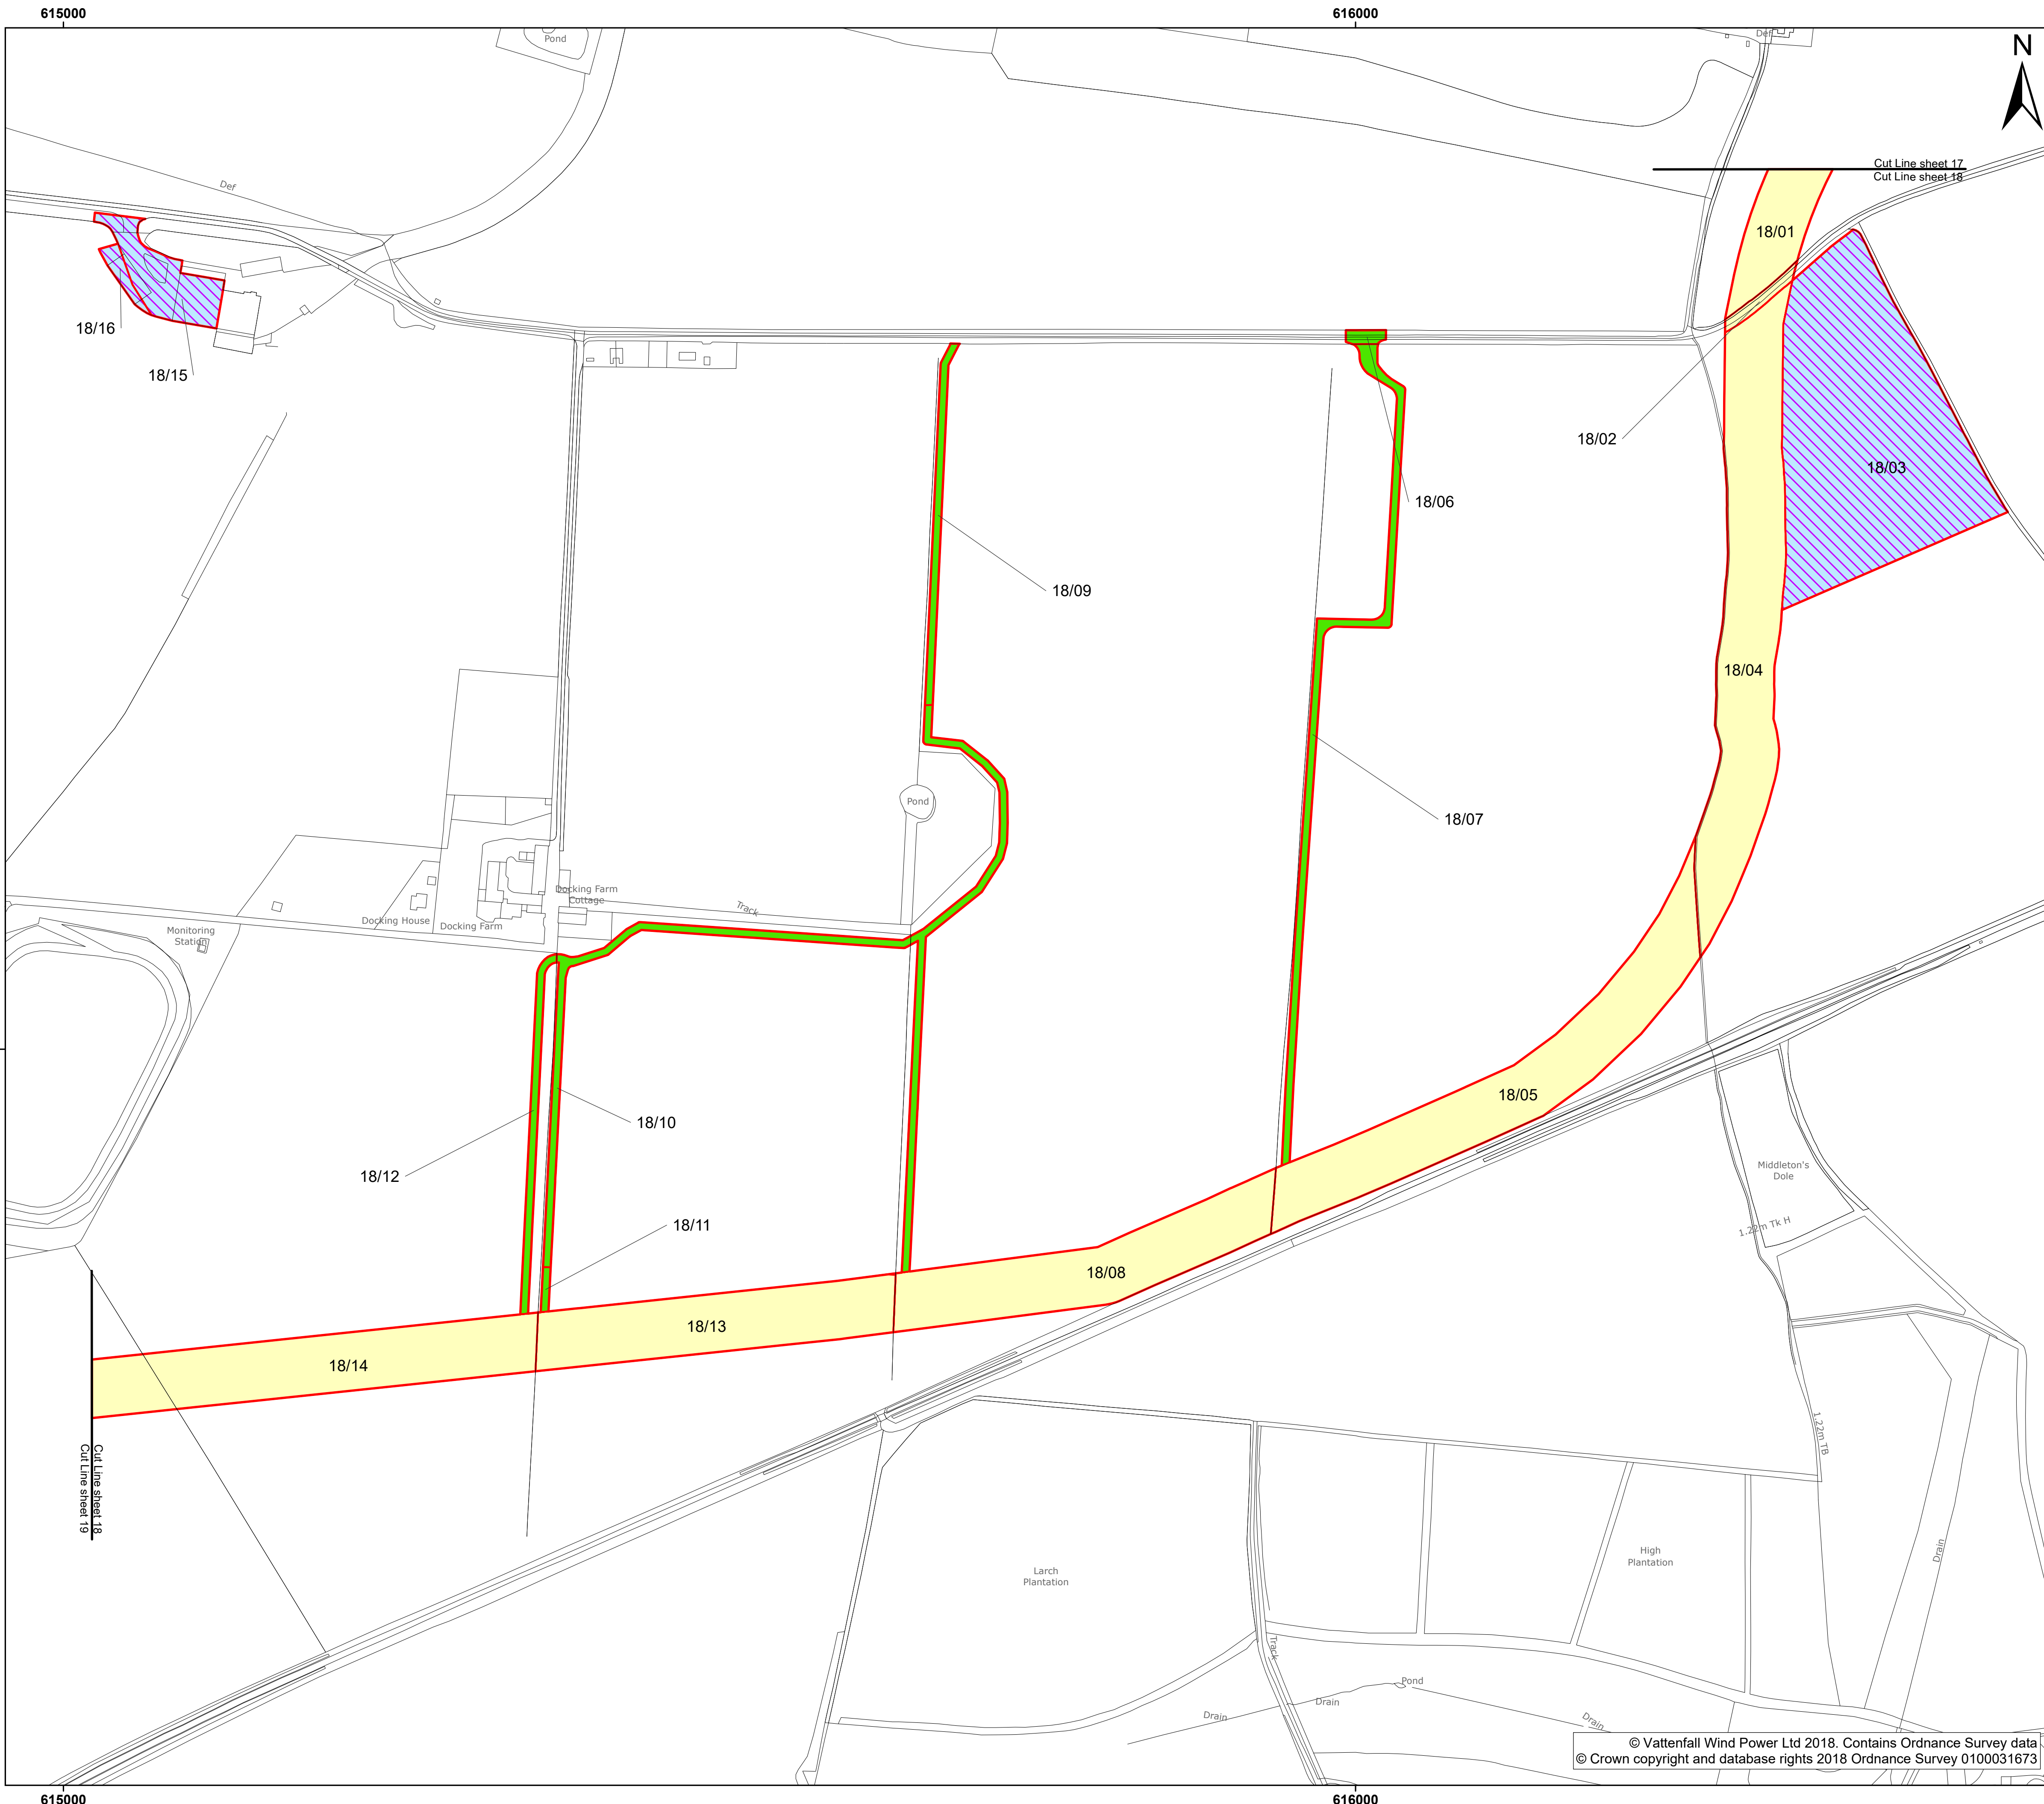 615000
616000
Pond
Def
N
Cut Line sheet 17
Cut Line sheet 18
Def
18/01
18/16
18/15
18/02
18/03
18/06
18/09
18/04
Pond
18/07
Docking Farm
Cottage
Track
Docking House
Docking Farm
Monitoring
Station
18/05
18/10
18/12
Middleton's
Dole
18/11
1.22m Tk H
18/08
18/13
18/14
1.22m TB
Cut Line sheet 18
Cut Line sheet 19
Drain
High
Plantation
Larch
Plantation
Track
Pond
Drain
Drain
Drain
© Vattenfall Wind Power Ltd 2018. Contains Ordnance Survey data
© Crown copyright and database rights 2018 Ordnance Survey 0100031673
615000
616000